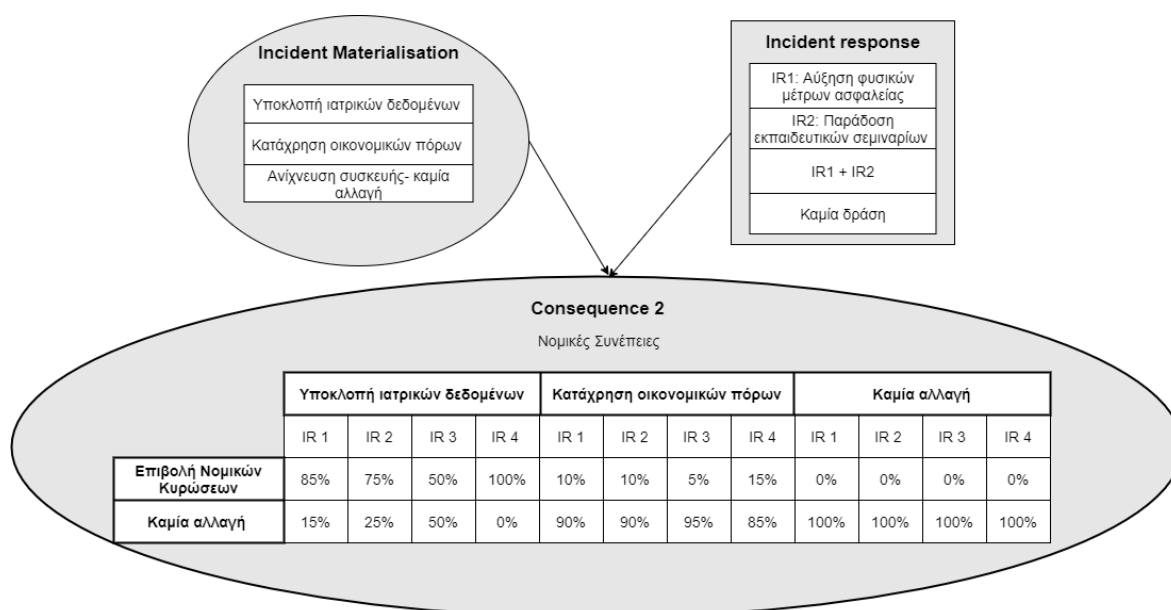 Incident Materialisation
Υποκλοπή ιατρικών δεδομένων
Κατάχρηση οικονομικών πόρων
Ανίχνευση συσκευής- καμία
αλλαγή
Incident response
IR1: Αύξηση φυσικών
μέτρων ασφαλείας
IR2: Παράδοση
εκπαιδευτικών σεμιναρίων
IR1 + IR2
Καμία δράση
Consequence 2
Νομικές Συνέπειες
Υποκλοπή ιατρικών δεδομένων Κατάχρηση οικονομικών πόρων Καμία αλλαγή
IR 1 IR 2 IR 3 IR 4 IR 1 IR 2 IR 3 IR 4 IR 1 IR 2 IR 3 IR 4
Επιβολή Νομικών
Κυρώσεων
85% 75% 50% 100% 10% 10% 5% 15% 0% 0% 0% 0%
Καμία αλλαγή 15% 25% 50% 0% 90% 90% 95% 85% 100% 100% 100% 100%